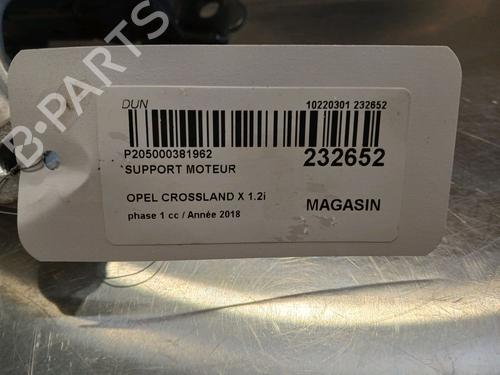 DUN
10220301 232652
P205000381962
232652
SUPPORT MOTEUR
OPEL CROSSLAND X 1.2i
MAGASIN
phase 1 cc / Année 2018
B-PARTS